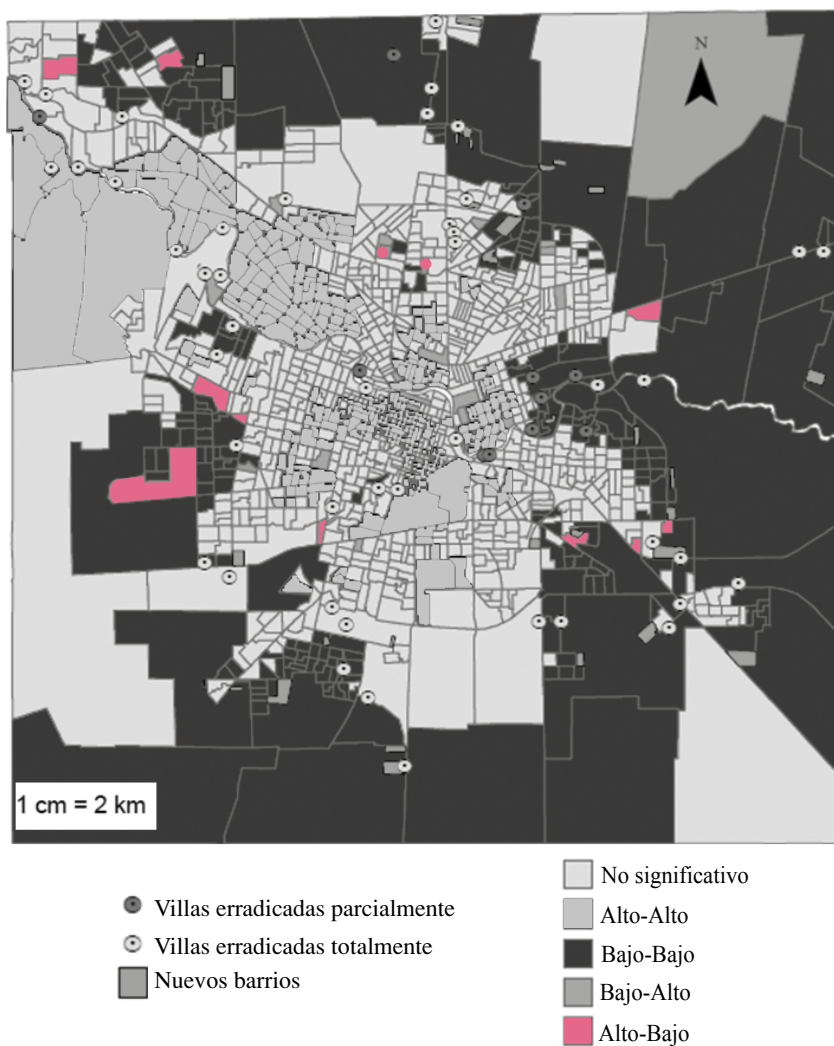 N
1 cm = 2 km
Villas erradicadas parcialmente
Villas erradicadas totalmente
Nuevos barrios
No significativo
Alto-Alto
Bajo-Bajo
Bajo-Alto
Alto-Bajo